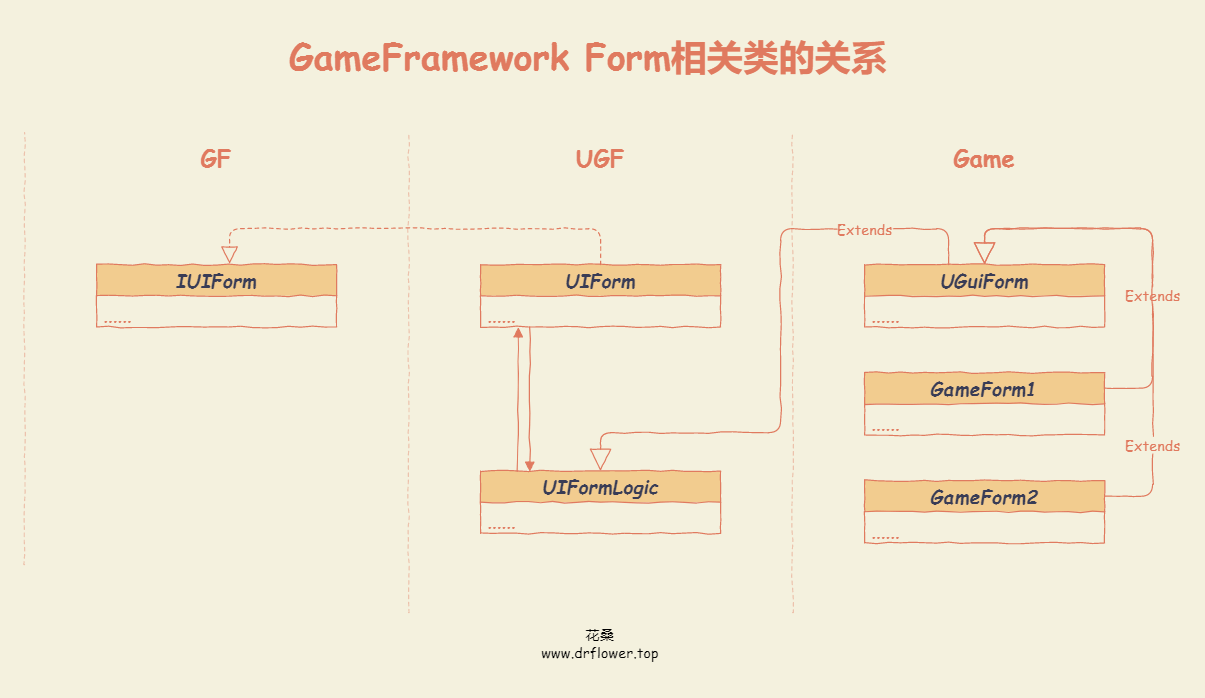 GameFramework Form相关类的关系
GF
UGF
Game
Extends
IUIForm
......
UIForm
......
UGuiForm
......
Extends
GameForm1
......
Extends
UIFormLogic
......
GameForm2
......
花桑
www.drflower.top